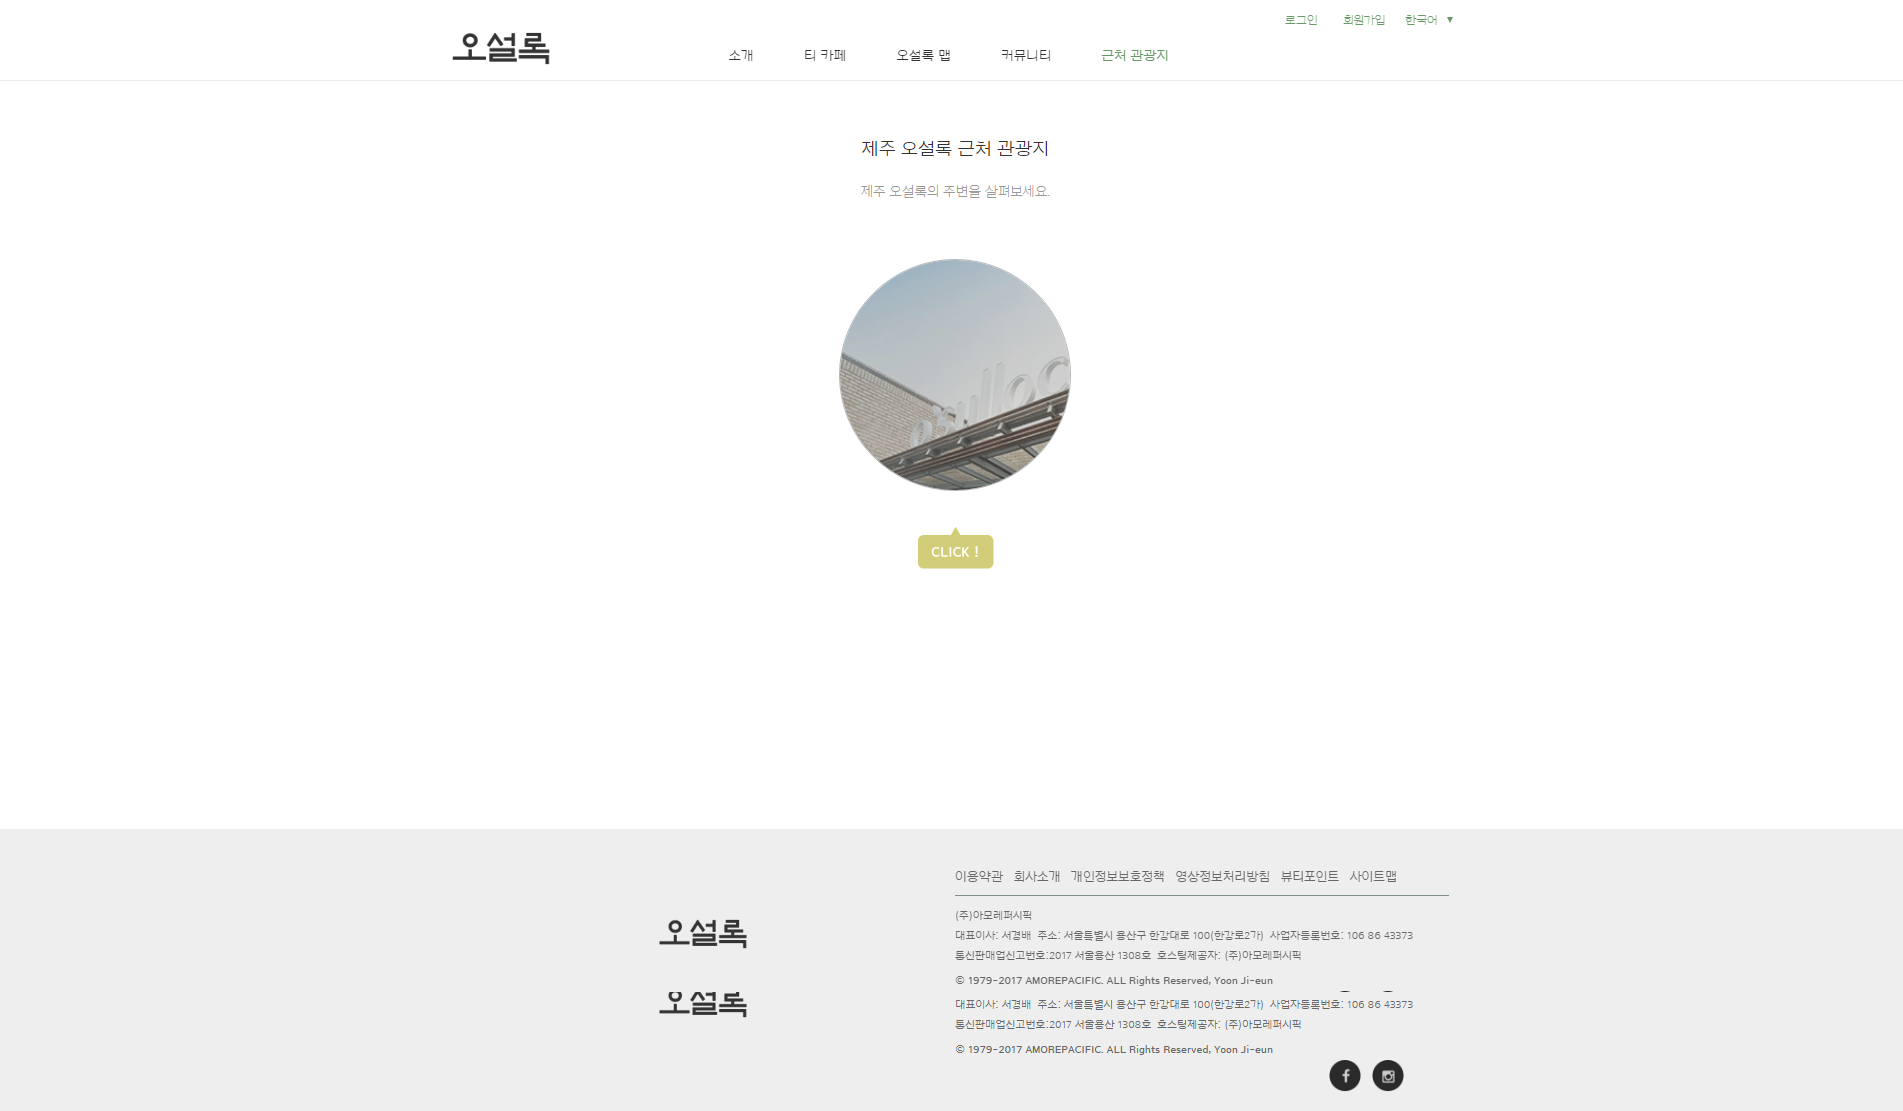 로그인 회원가입 한국어 ▼
오설록
소개 티 카페 오설록 맵 커뮤니티 근처 관광지
제주 오설록 근처 관광지
제주 오설록의 주변을 살펴보세요.
osulloc
CLICK !
이용약관 회사소개 개인정보보호정책 영상정보처리방침 뷰티포인트 사이트맵
(주)아모레퍼시픽
대표이사: 서경배 주소: 서울특별시 용산구 한강대로 100(한강로2가) 사업자등록번호: 106 86 43373
통신판매업신고번호:2017 서울용산 1308호 호스팅제공자: (주)아모레퍼시픽
© 1979-2017 AMOREPACIFIC. ALL Rights Reserved, Yoon Ji-eun
오설록
오설록
대표이사: 서경배 주소: 서울특별시 용산구 한강대로 100(한강로2가) 사업자등록번호: 106 86 43373
통신판매업신고번호:2017 서울용산 1308호 호스팅제공자: (주)아모레퍼시픽
© 1979-2017 AMOREPACIFIC. ALL Rights Reserved, Yoon Ji-eun